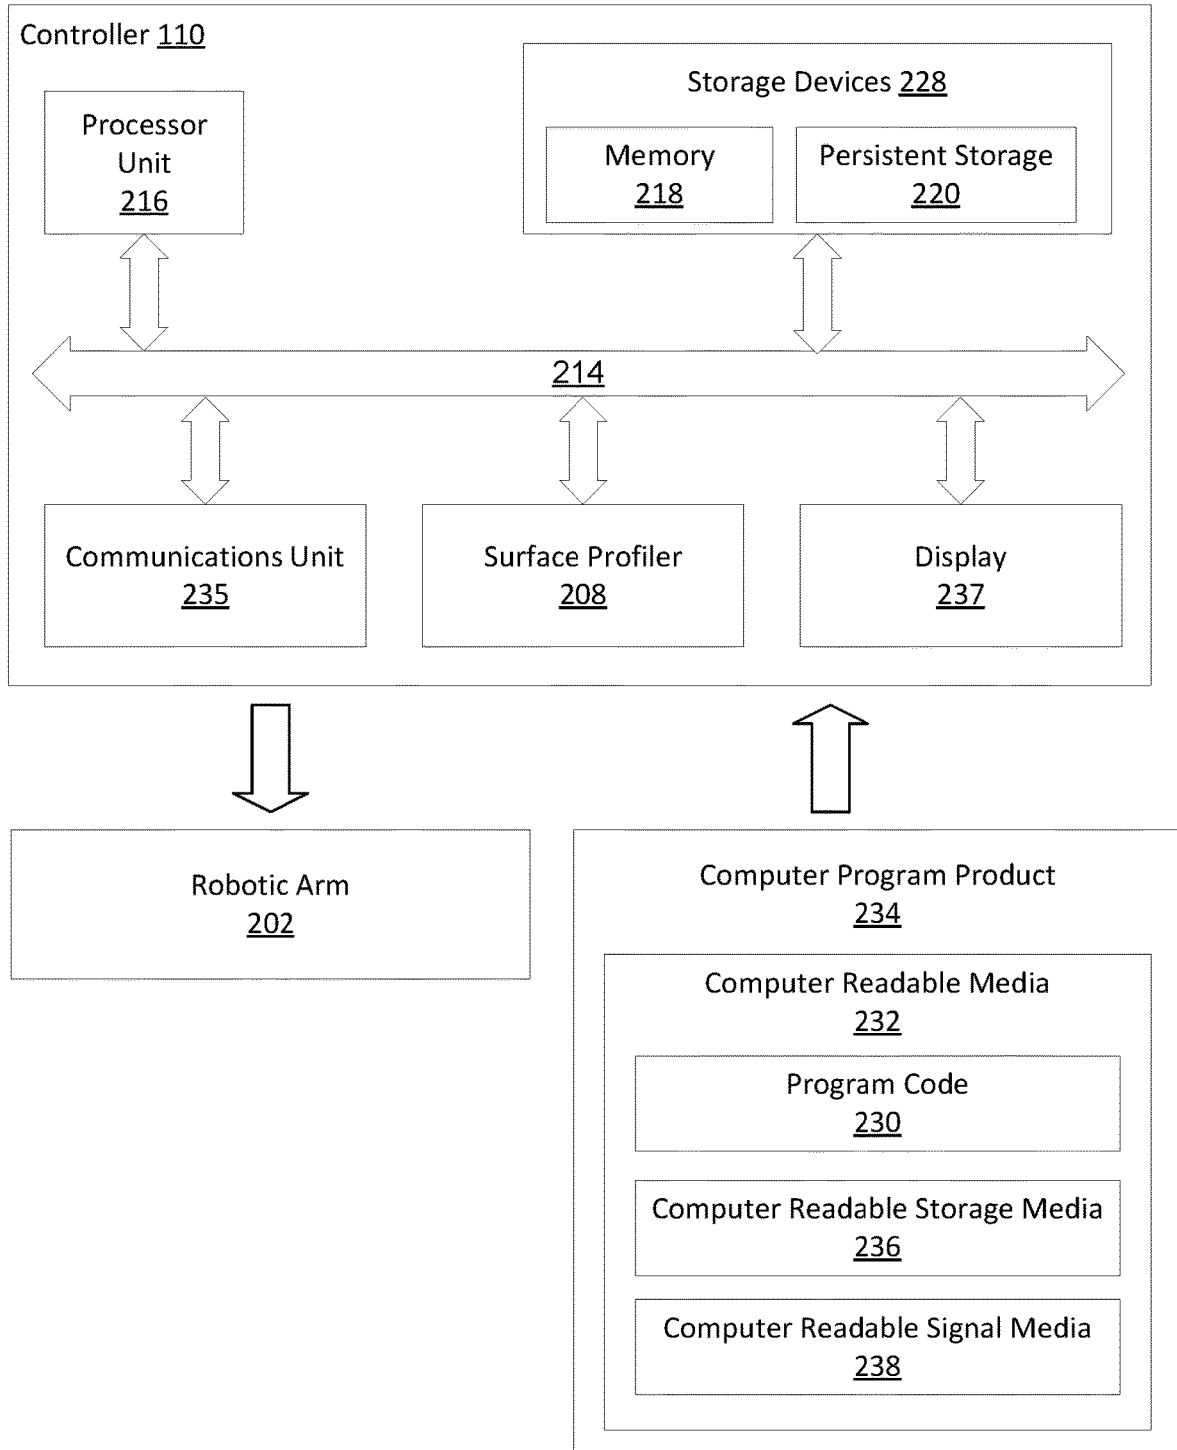 Controller 110
Processor
Unit
216
Storage Devices 228
Memory
218
Persistent Storage
220
214
Communications Unit
235
Surface Profiler
208
Display
237
Robotic Arm
202
Computer Program Product
234
Computer Readable Media
232
Program Code
230
Computer Readable Storage Media
236
Computer Readable Signal Media
238